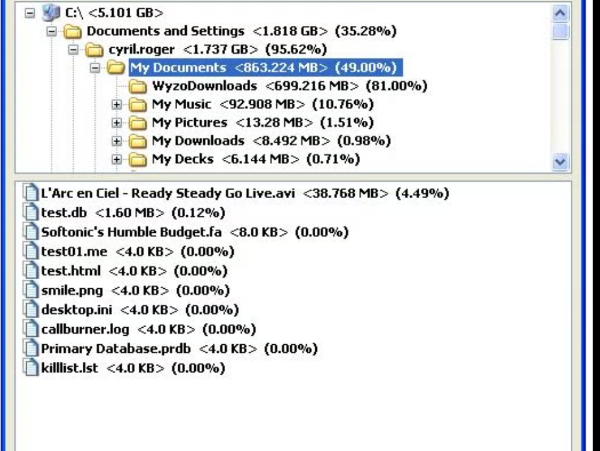 C:\ <5.101 GB>
Documents and Settings <1.818 GB> (35.28%)
cyril.roger <1.737 GB> (95.62%)
My Documents <863.224 MB> (49.00%)
WyzoDownloads <699.216 MB> (81.00%)
My Music <92.908 MB> (10.76%)
My Pictures <13.28 MB> (1.51%)
My Downloads <8.492 MB> (0.98%)
My Decks <6.144 MB> (0.71%)
L'Arc en Ciel - Ready Steady Go Live.avi <38.768 MB> (4.49%)
test.db <1.60 MB> (0.12%)
Softonic's Humble Budget.fa <8.0 KB> (0.00%)
test01.me <4.0 KB> (0.00%)
test.html <4.0 KB> (0.00%)
smile.png <4.0 KB> (0.00%)
desktop.ini <4.0 KB> (0.00%)
callburner.log <4.0 KB> (0.00%)
Primary Database.prdb <4.0 KB> (0.00%)
killlist.lst <4.0 KB> (0.00%)